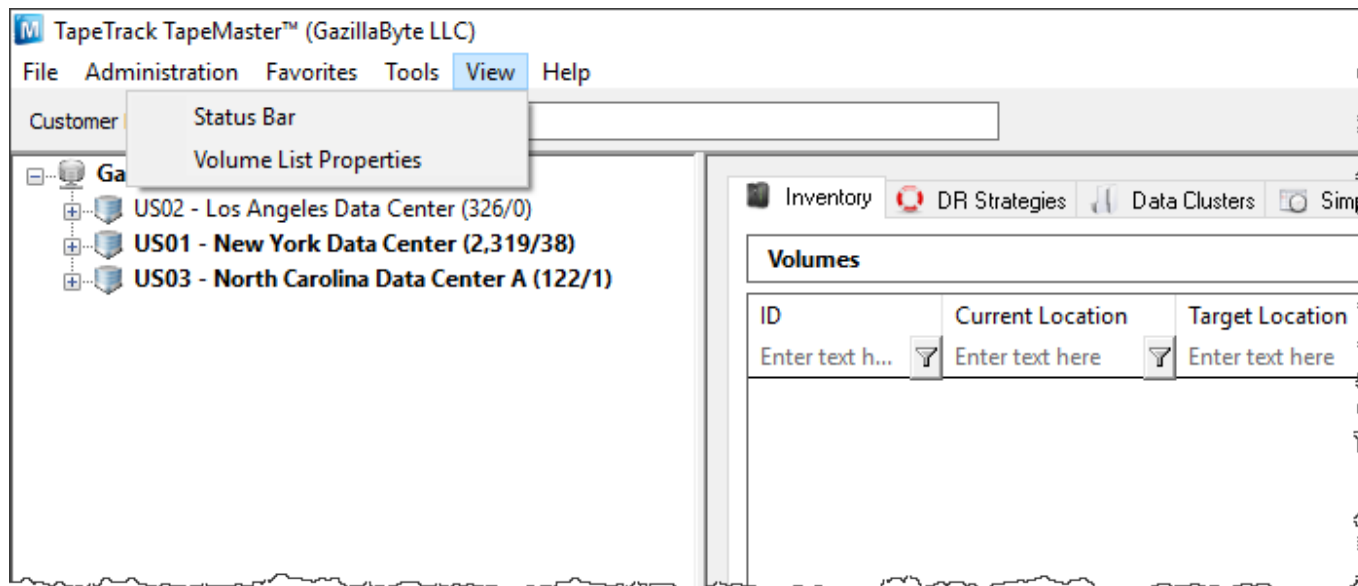 TapeTrack TapeMaster™ (GazillaByte LLC)
File Administration Favorites Tools View Help
Customer
Status Bar
Volume List Properties
Ga
US02 - Los Angeles Data Center (326/0)
US01 - New York Data Center (2,319/38)
US03 - North Carolina Data Center A (122/1)
Inventory DR Strategies Data Clusters Simp
Volumes
ID Current Location Target Location
Enter text h... Enter text here Enter text here